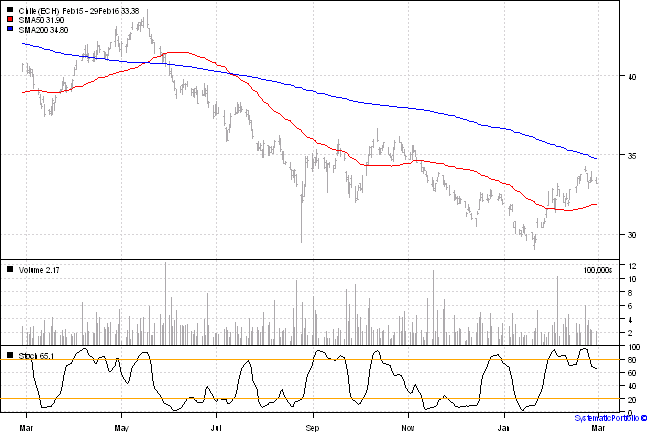 Chile (ECH) Feb15 - 29Feb16 33.38
SMA50 31.90
SMA200 34.80
40
35
30
Volume 2.17
100,000s
12
10
8
6
4
2
Stoch 65.1
100
80
60
40
20
0
Mar May Jul Sep Nov Jan Mar
SystematicPortfolio ©